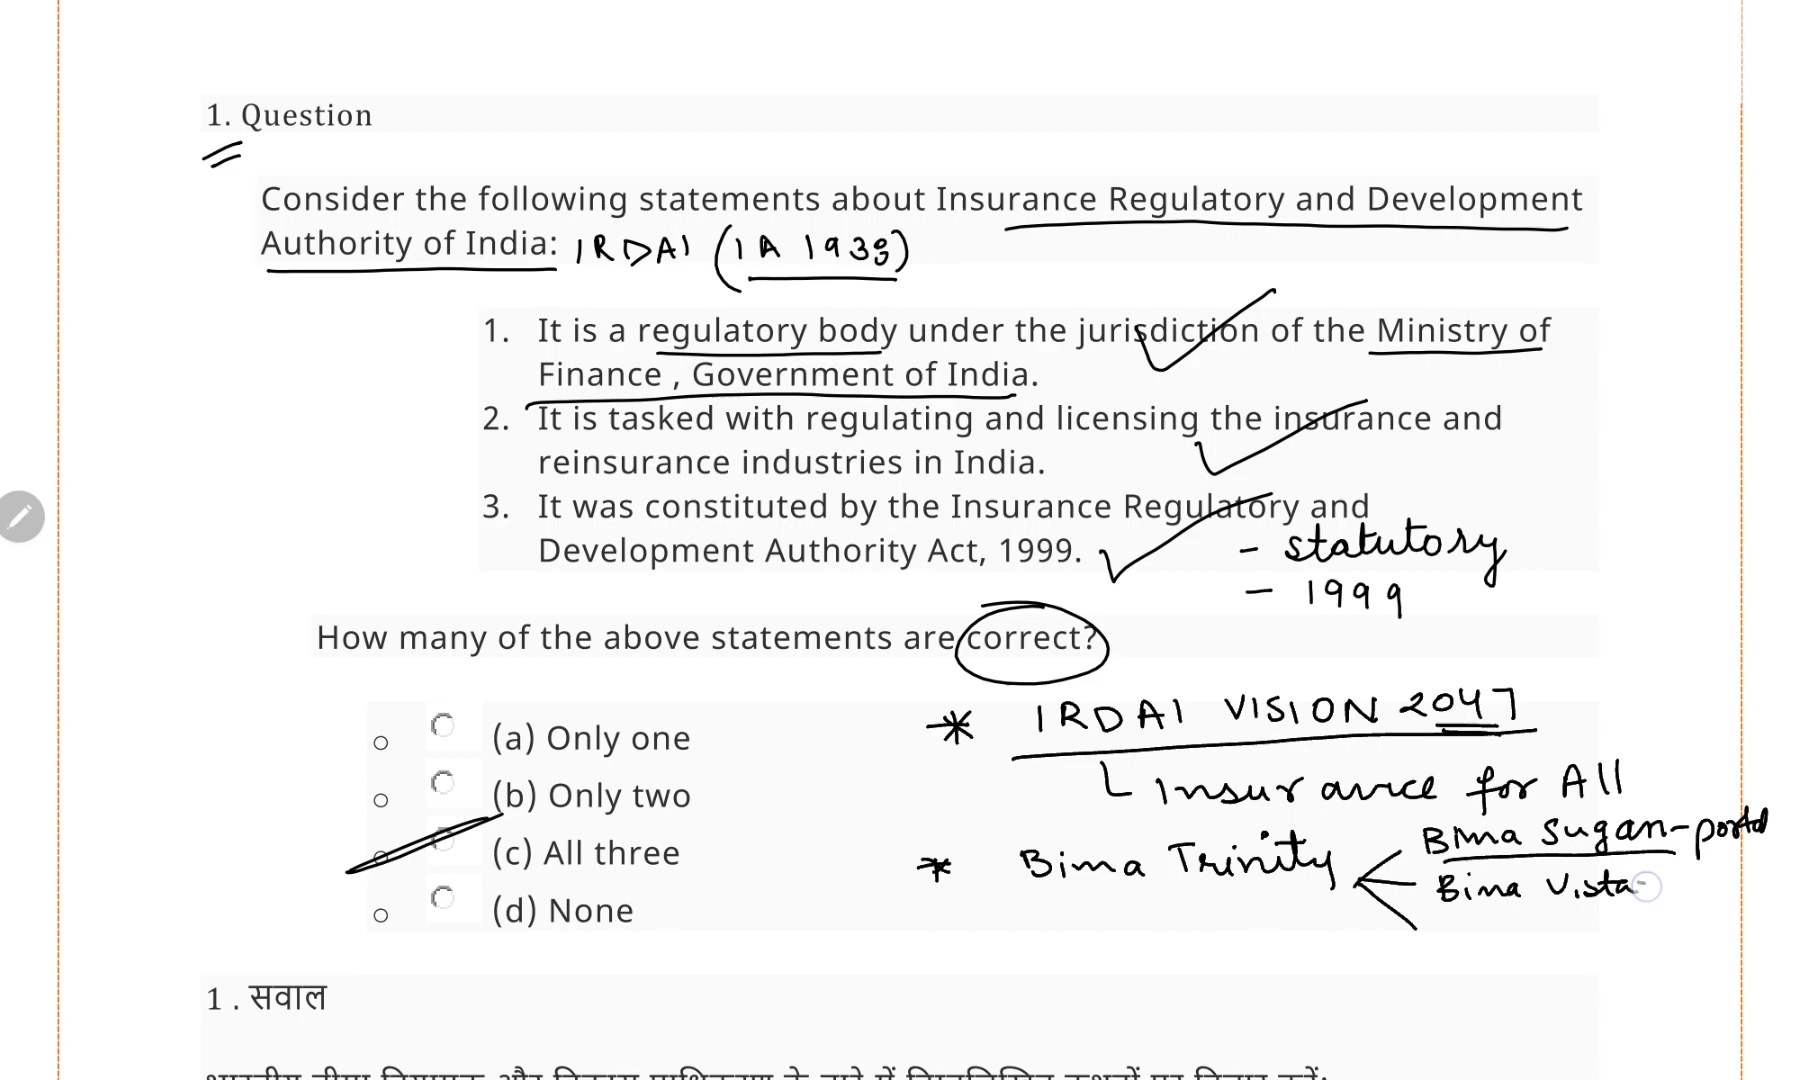 1. Question
Consider the following statements about Insurance Regulatory and Development
Authority of India: IRDAI (IA 1938)
1. It is a regulatory body under the jurisdiction of the Ministry of
Finance , Government of India.
2. It is tasked with regulating and licensing the insurance and
reinsurance industries in India.
3. It was constituted by the Insurance Regulatory and
Development Authority Act, 1999.
- statutory
- 1999
How many of the above statements are correct?
* IRDAI VISION 2047
Insurance for All
* Bima Trinity
Bima Sugam - portal
Bima Vista
(a) Only one
(b) Only two
(c) All three
(d) None
1 . सवाल